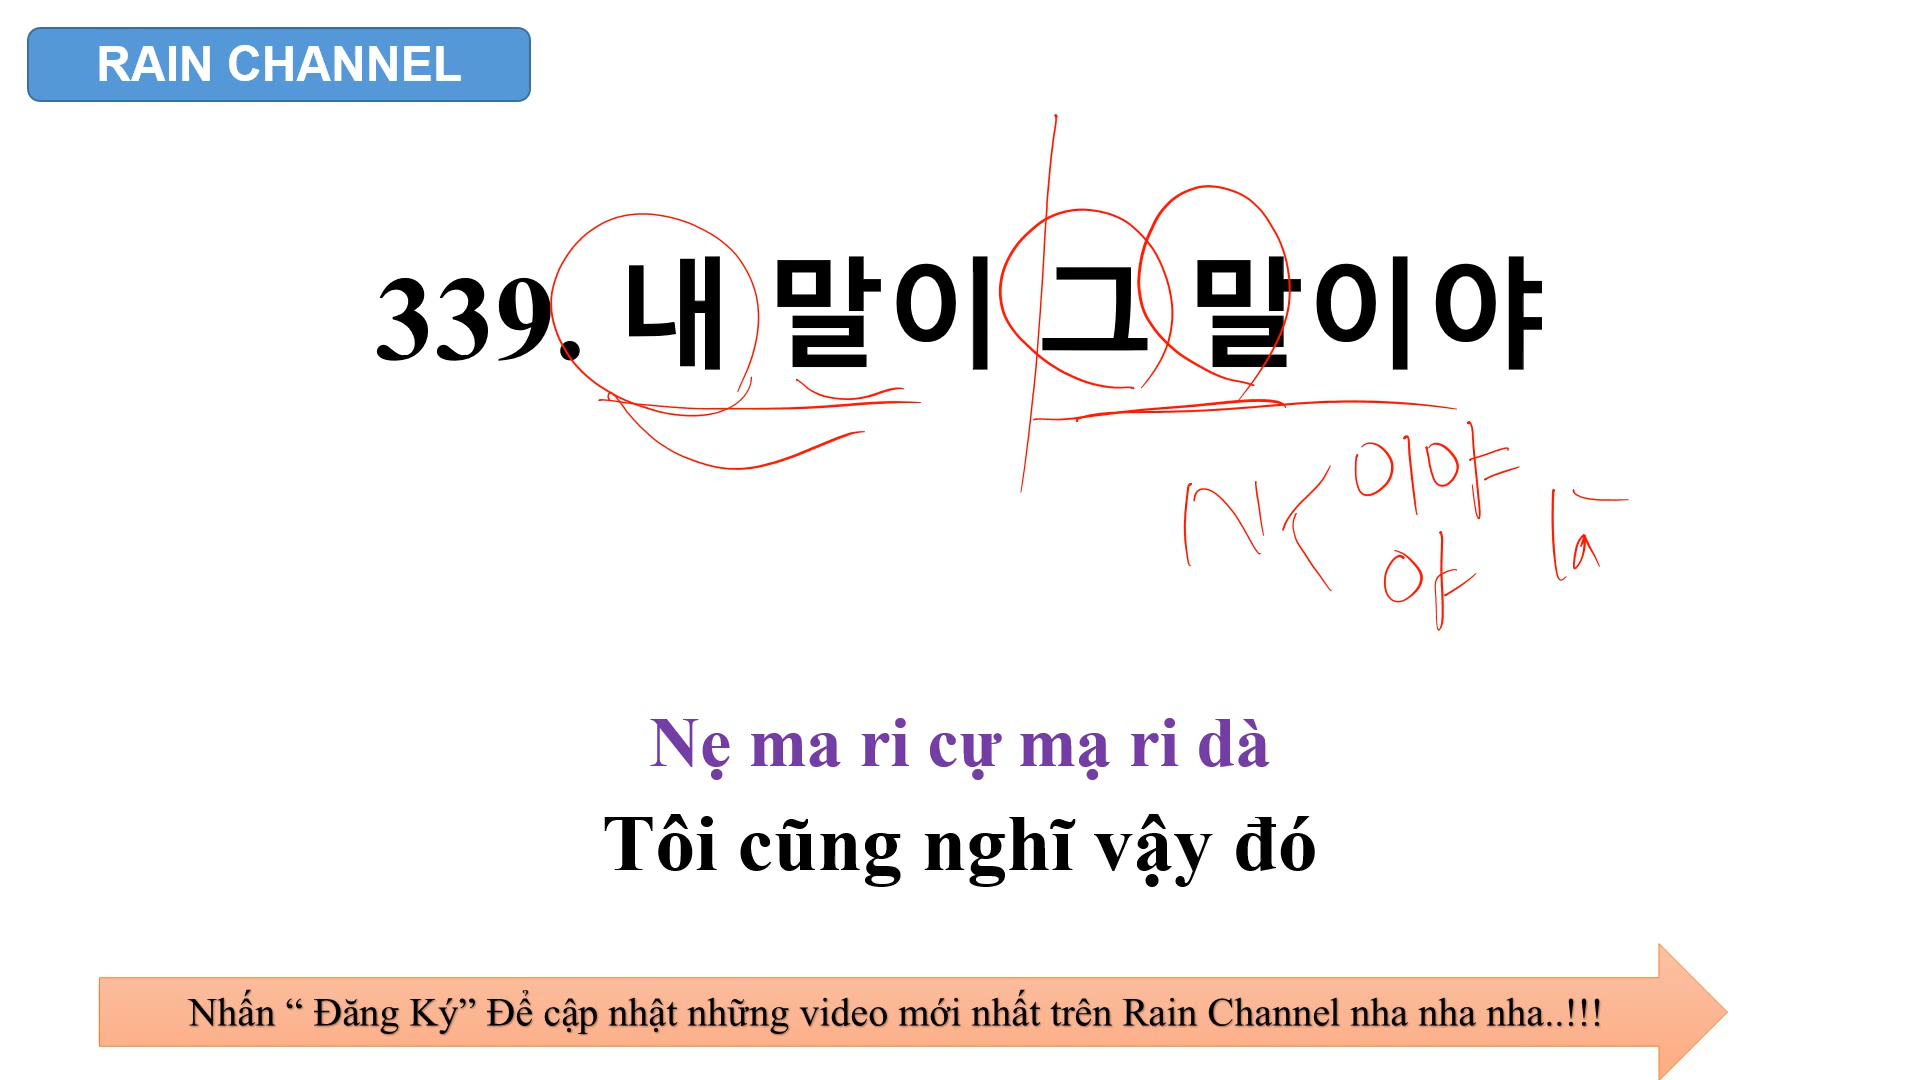 RAIN CHANNEL
339. 내 말이 그 말이야
N < 이야
야
là
Nẹ ma ri cự mạ ri dà
Tôi cũng nghĩ vậy đó
Nhấn “ Đăng Ký” Để cập nhật những video mới nhất trên Rain Channel nha nha nha..!!!